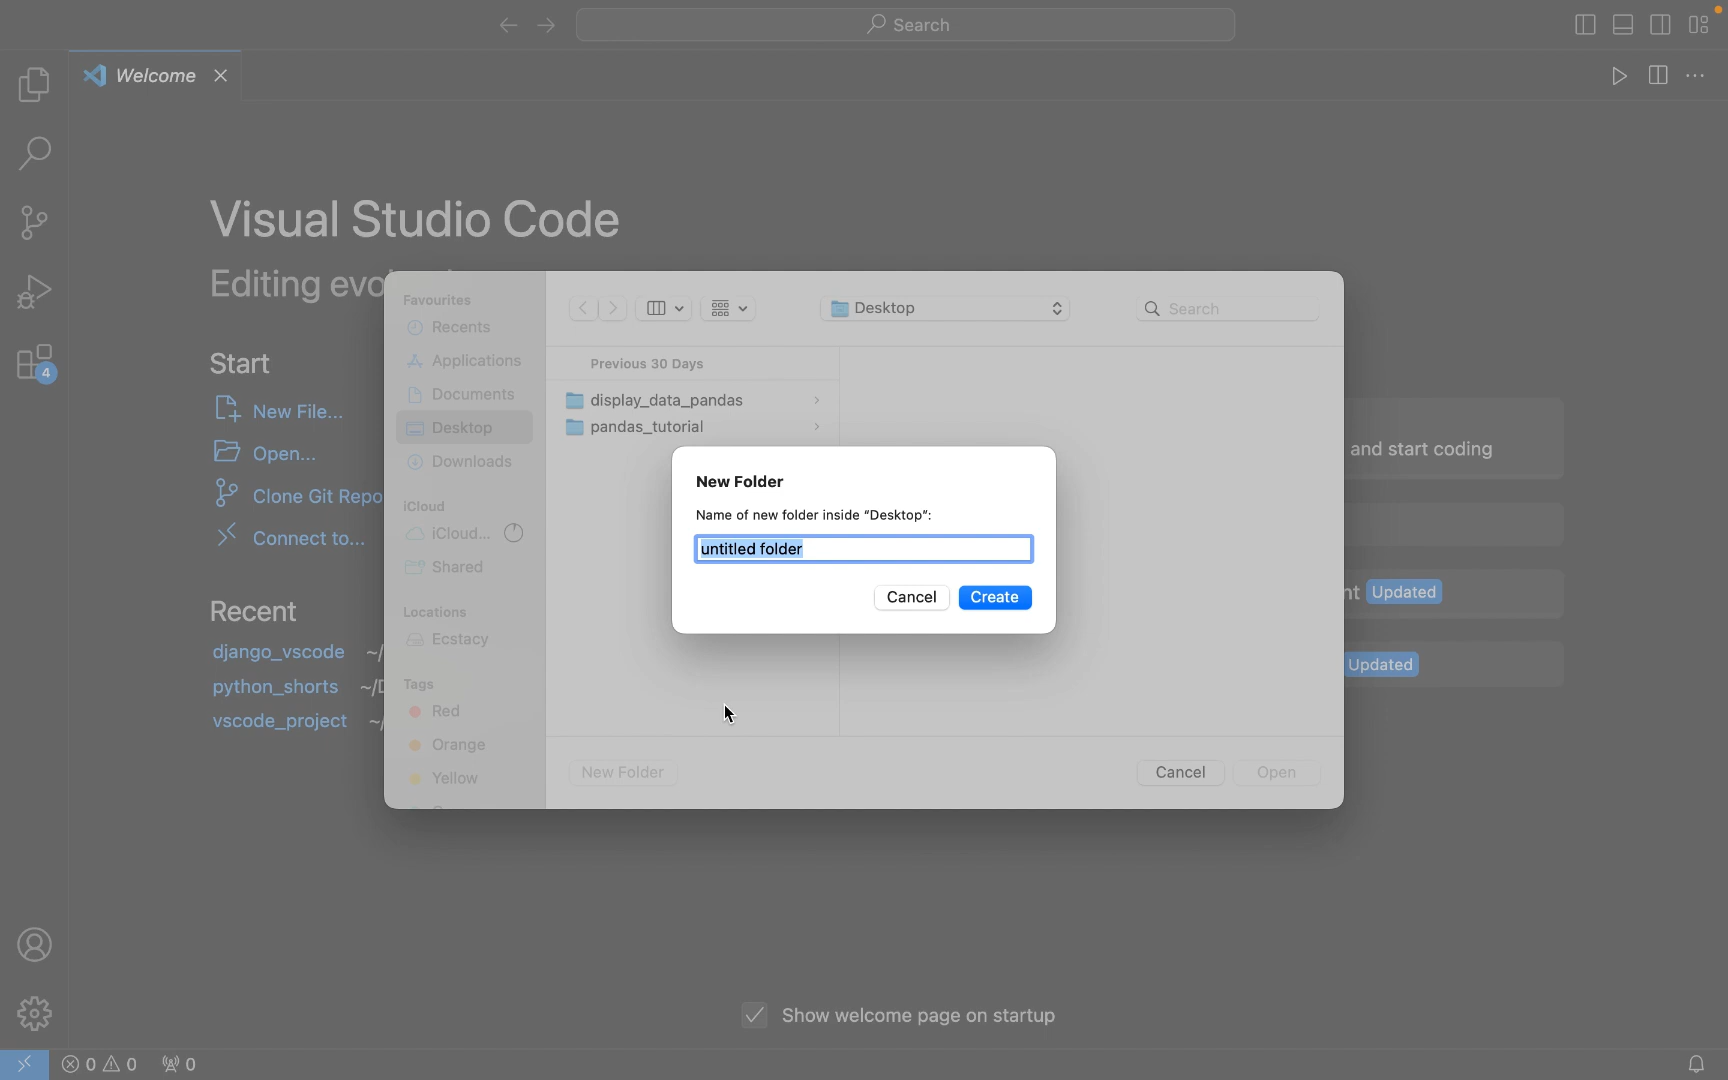 Search
Welcome
Visual Studio Code
Editing evo
Start
New File...
Open...
Clone Git Repo
Connect to...
Recent
django_vscode ~/
python_shorts ~/D
vscode_project ~/
4
Favourites
Recents
Applications
Documents
Desktop
Downloads
iCloud
iCloud...
Shared
Locations
Ecstacy
Tags
Red
Orange
Yellow
Desktop
Search
Previous 30 Days
display_data_pandas
pandas_tutorial
New Folder
Name of new folder inside “Desktop”:
untitled folder
Cancel Create
New Folder
Cancel Open
and start coding
nt Updated
Updated
Show welcome page on startup
0 0 0